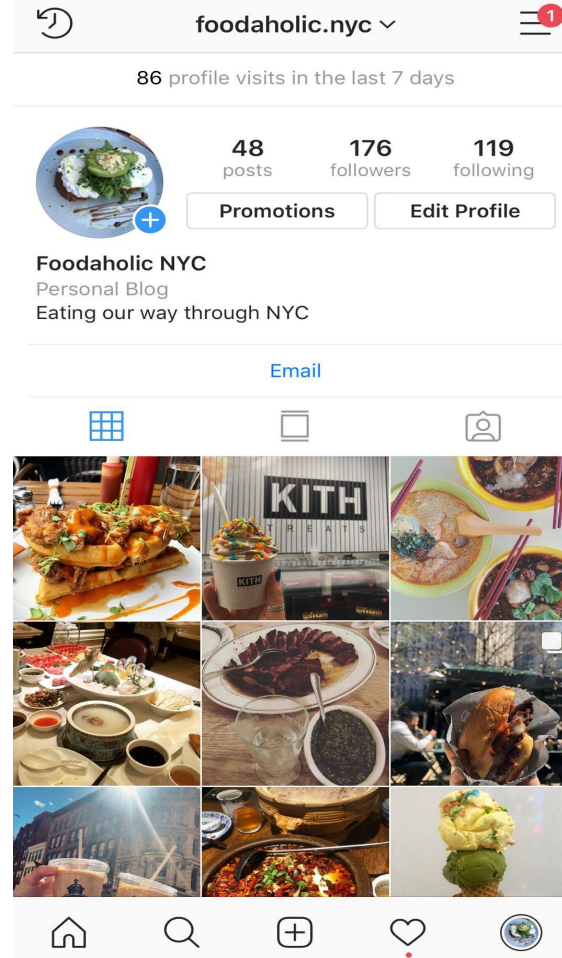 foodaholic.nyc
1
86 profile visits in the last 7 days
48 176 119
posts followers following
Promotions Edit Profile
Foodaholic NYC
Personal Blog
Eating our way through NYC
Email
KITH
TREATS
KITH